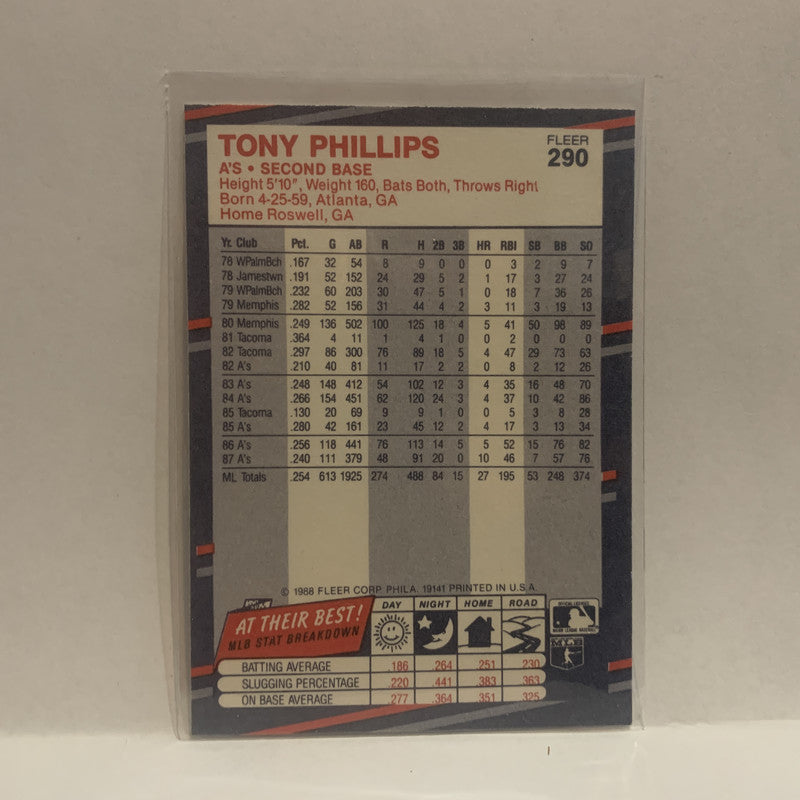 TONY PHILLIPS
FLEER
290
A'S • SECOND BASE
Height 5'10", Weight 160, Bats Both, Throws Right
Born 4-25-59, Atlanta, GA
Home Roswell, GA
Yr. Club Pct. G AB R H 2B 3B HR RBI SB BB SO
78 WPalmBch .167 32 54 8 9 0 0 0 3 2 9 7
78 Jamestwn .191 52 152 24 29 5 2 1 17 3 27 24
79 WPalmBch .232 60 203 30 47 5 1 0 18 7 36 26
79 Memphis .282 52 156 31 44 4 2 3 11 3 19 13
80 Memphis .249 136 502 100 125 18 4 5 41 50 98 89
81 Tacoma .364 4 11 1 4 1 0 0 2 0 0 0
82 Tacoma .297 86 300 76 89 18 5 4 47 29 73 63
82 A's .210 40 81 11 17 2 2 0 8 2 12 26
83 A's .248 148 412 54 102 12 3 4 35 16 48 70
84 A's .266 154 451 62 120 24 3 4 37 10 42 86
85 Tacoma .130 20 69 9 9 1 0 0 5 3 8 28
85 A's .280 42 161 23 45 12 2 4 17 3 13 34
86 A's .256 118 441 76 113 14 5 5 52 15 76 82
87 A's .240 111 379 48 91 20 0 10 46 7 57 76
ML Totals .254 613 1925 274 488 84 15 27 195 53 248 374
© 1988 FLEER CORP. PHILA. 19141 PRINTED IN U.S.A.
AT THEIR BEST!
MLB STAT BREAKDOWN
DAY NIGHT HOME ROAD
OFFICIAL LICENSEE
MAJOR LEAGUE BASEBALL
BATTING AVERAGE .186 .264 .251 .230
SLUGGING PERCENTAGE .220 .441 .383 .363
ON BASE AVERAGE .277 .364 .351 .325